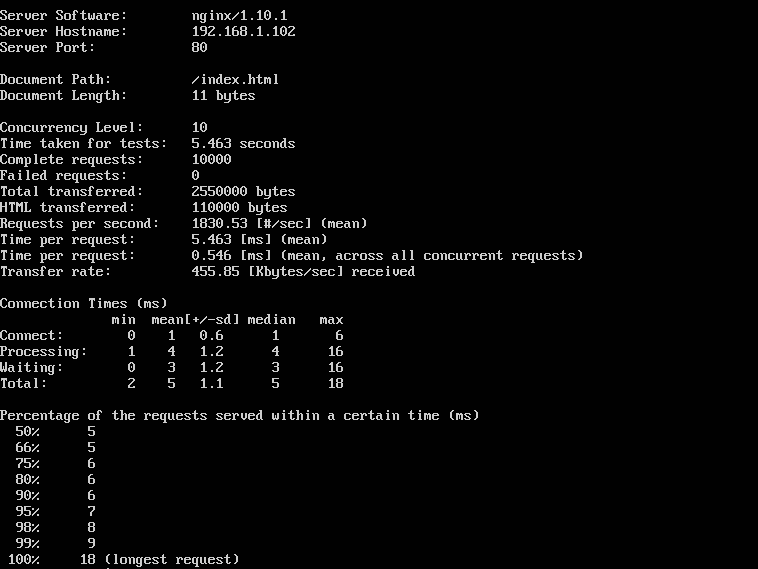 Server Software:        nginx/1.10.1
Server Hostname:        192.168.1.102
Server Port:            80

Document Path:          /index.html
Document Length:        11 bytes

Concurrency Level:      10
Time taken for tests:   5.463 seconds
Complete requests:      10000
Failed requests:        0
Total transferred:      2550000 bytes
HTML transferred:       110000 bytes
Requests per second:    1830.53 [#/sec] (mean)
Time per request:       5.463 [ms] (mean)
Time per request:       0.546 [ms] (mean, across all concurrent requests)
Transfer rate:          455.85 [Kbytes/sec] received

Connection Times (ms)
              min  mean[+/-sd] median   max
Connect:        0    1   0.6      1       6
Processing:     1    4   1.2      4      16
Waiting:        0    3   1.2      3      16
Total:          2    5   1.1      5      18

Percentage of the requests served within a certain time (ms)
  50%      5
  66%      5
  75%      6
  80%      6
  90%      6
  95%      7
  98%      8
  99%      9
 100%     18 (longest request)